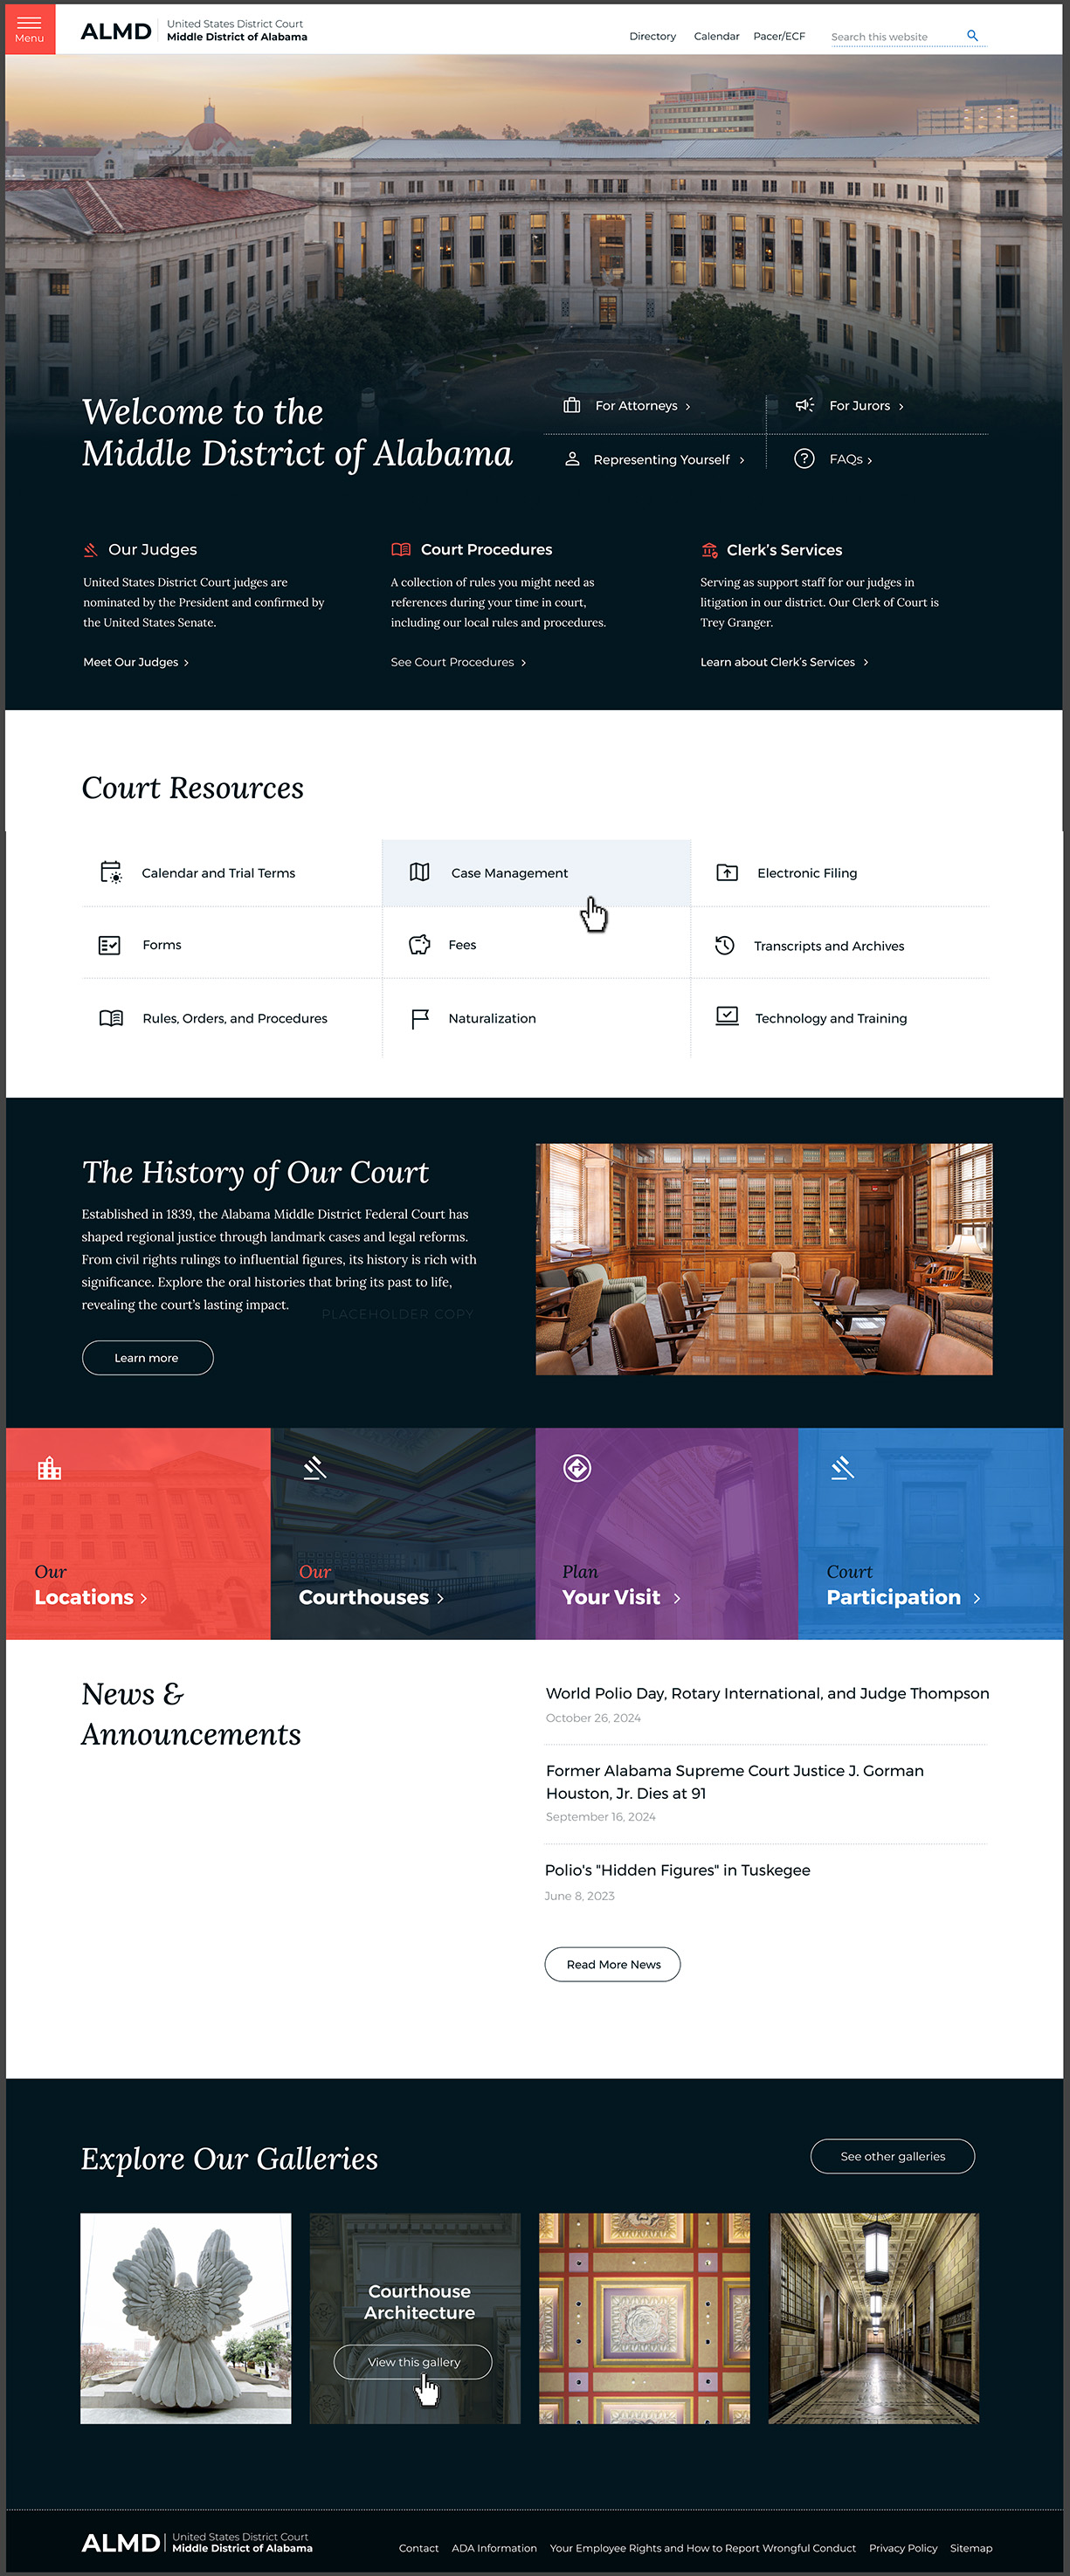 Menu
ALMD
United States District Court
Middle District of Alabama
Directory
Calendar
Pacer/ECF
Search this website
Welcome to the
Middle District of Alabama
For Attorneys
For Jurors
Representing Yourself
FAQs
Our Judges
United States District Court judges are
nominated by the President and confirmed by
the United States Senate.
Meet Our Judges
Court Procedures
A collection of rules you might need as
references during your time in court,
including our local rules and procedures.
See Court Procedures
Clerk’s Services
Serving as support staff for our judges in
litigation in our district. Our Clerk of Court is
Trey Granger.
Learn about Clerk’s Services
Court Resources
Calendar and Trial Terms
Case Management
Electronic Filing
Forms
Fees
Transcripts and Archives
Rules, Orders, and Procedures
Naturalization
Technology and Training
The History of Our Court
Established in 1839, the Alabama Middle District Federal Court has
shaped regional justice through landmark cases and legal reforms.
From civil rights rulings to influential figures, its history is rich with
significance. Explore the oral histories that bring its past to life,
revealing the court’s lasting impact.
PLACEHOLDER COPY
Learn more
Our
Locations
Our
Courthouses
Plan
Your Visit
Court
Participation
News &
Announcements
World Polio Day, Rotary International, and Judge Thompson
October 26, 2024
Former Alabama Supreme Court Justice J. Gorman
Houston, Jr. Dies at 91
September 16, 2024
Polio's "Hidden Figures" in Tuskegee
June 8, 2023
Read More News
Explore Our Galleries
See other galleries
Courthouse
Architecture
View this gallery
ALMD
United States District Court
Middle District of Alabama
Contact
ADA Information
Your Employee Rights and How to Report Wrongful Conduct
Privacy Policy
Sitemap